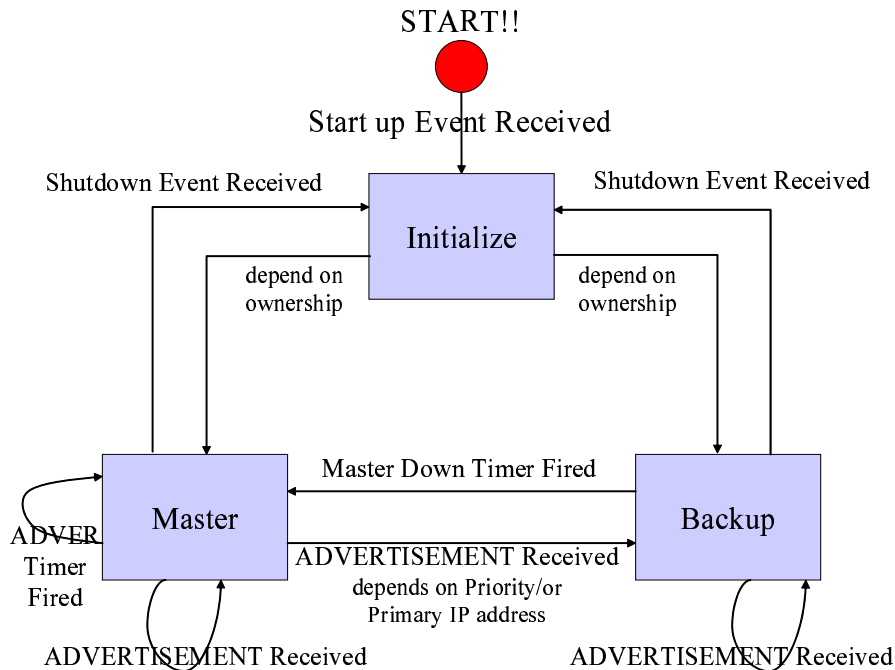 START!!
Start up Event Received
Shutdown Event Received
Shutdown Event Received
Initialize
depend on
ownership
depend on
ownership
Master Down Timer Fired
Master
Backup
ADVER
Timer
Fired
ADVERTISEMENT Received
depends on Priority/or
Primary IP address
ADVERTISEMENT Received
ADVERTISEMENT Received